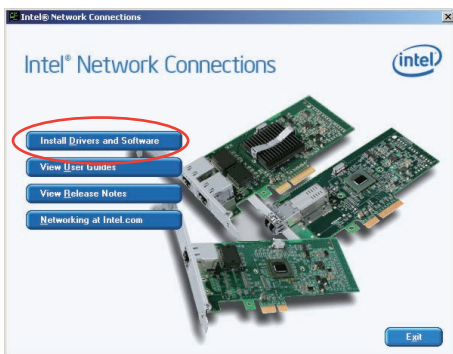 Intel® Network Connections
Intel® Network Connections
intel
Install Drivers and Software
View User Guides
View Release Notes
Networking at Intel.com
Exit